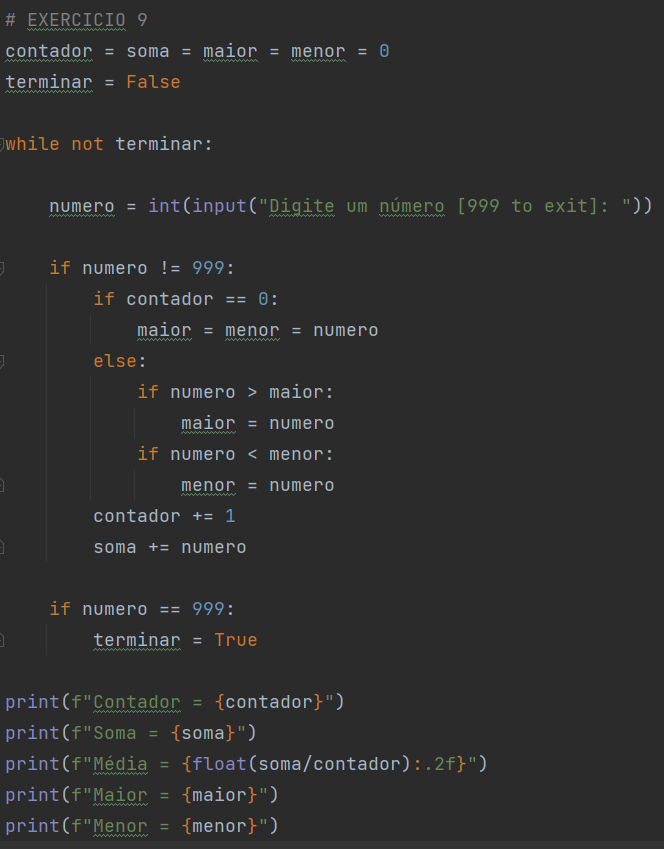 # EXERCICIO 9
contador = soma = maior = menor = 0
terminar = False
while not terminar:
    numero = int(input("Digite um número [999 to exit]: "))
    if numero != 999:
        if contador == 0:
            maior = menor = numero
        else:
            if numero > maior:
                maior = numero
            if numero < menor:
                menor = numero
        contador += 1
        soma += numero
    if numero == 999:
        terminar = True
print(f"Contador = {contador}")
print(f"Soma = {soma}")
print(f"Média = {float(soma/contador):.2f}")
print(f"Maior = {maior}")
print(f"Menor = {menor}")